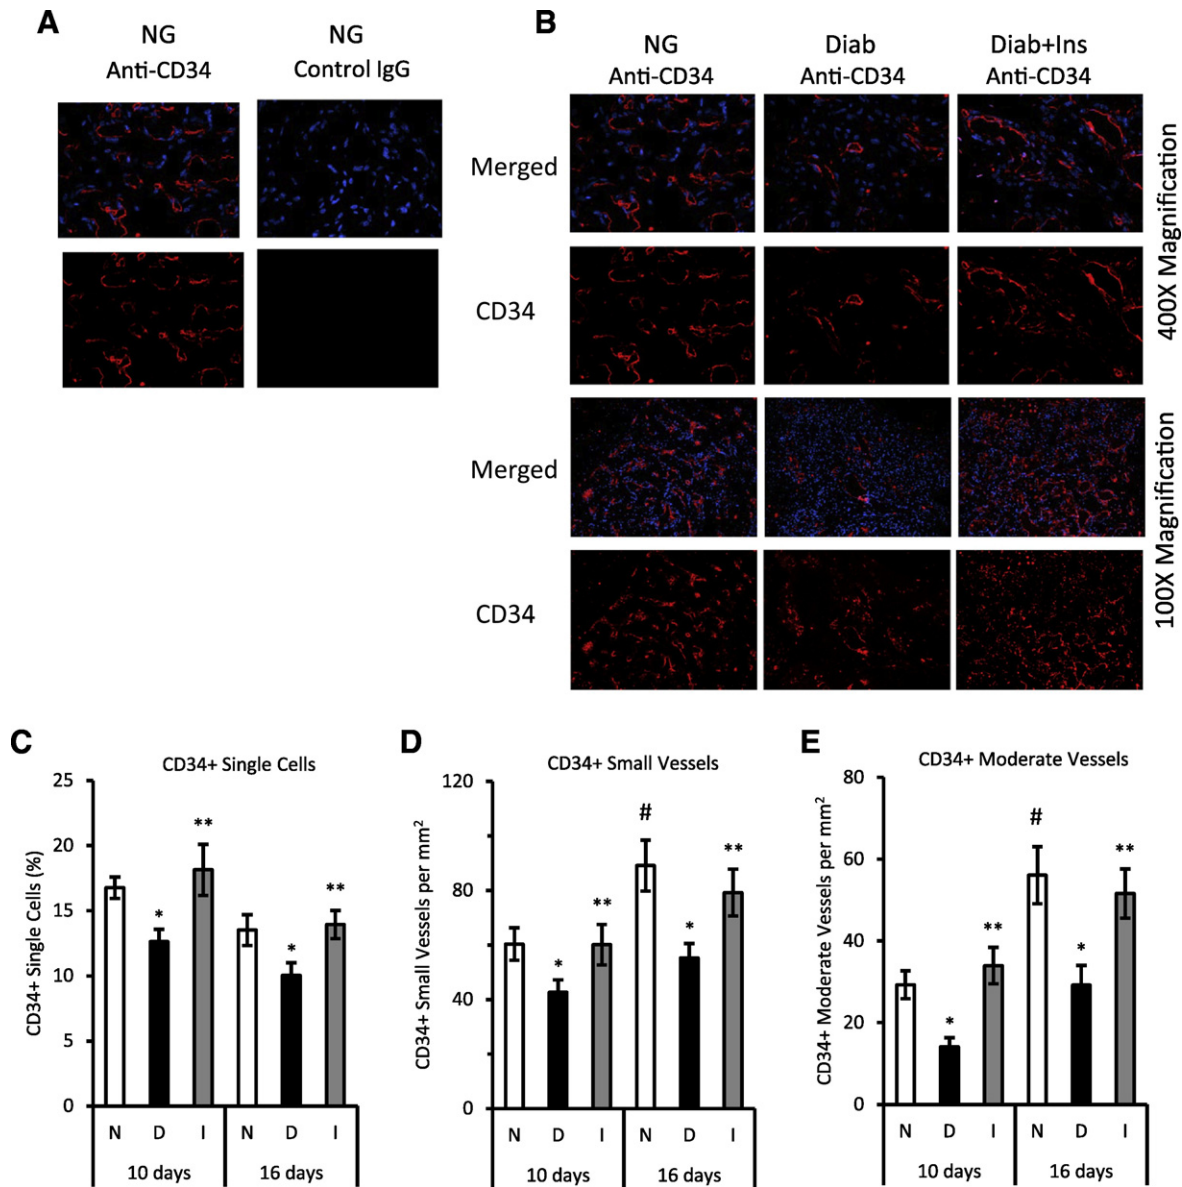 A
NG
Anti-CD34
NG
Control IgG
B
NG
Anti-CD34
Diab
Anti-CD34
Diab+Ins
Anti-CD34
Merged
CD34
400X Magnification
Merged
CD34
100X Magnification
C
CD34+ Single Cells
CD34+ Single Cells (%)
25
20
15
10
5
0
*
**
*
**
N D I N D I
10 days 16 days
D
CD34+ Small Vessels
CD34+ Small Vessels per mm²
120
80
40
0
*
**
#
*
**
N D I N D I
10 days 16 days
E
CD34+ Moderate Vessels
CD34+ Moderate Vessels per mm²
80
60
40
20
0
*
**
#
*
**
N D I N D I
10 days 16 days